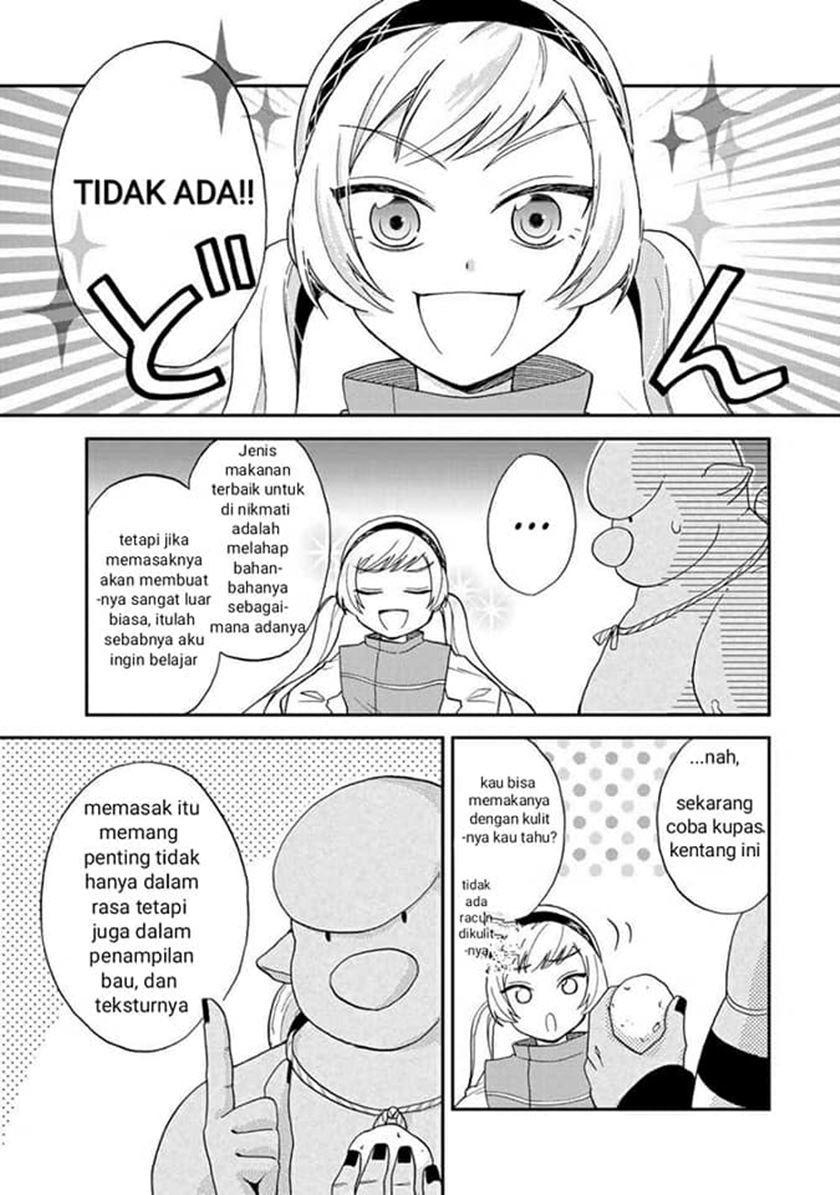 TIDAK ADA!!
どん
...
Jenis
makanan
terbaik untuk
di nikmati
adalah
melahap
bahan-
bahanya
sebagai-
mana adanya
tetapi jika
memasaknya
akan membuat
-nya sangat luar
biasa, itulah
sebabnya aku
ingin belajar
...nah,
sekarang
coba kupas
kentang ini
kau bisa
memakanya
dengan kulit
-nya kau tahu?
tidak
ada
racun
dikulit-
-nya
memasak itu
memang
penting tidak
hanya dalam
rasa tetapi
juga dalam
penampilan
bau, dan
teksturnya